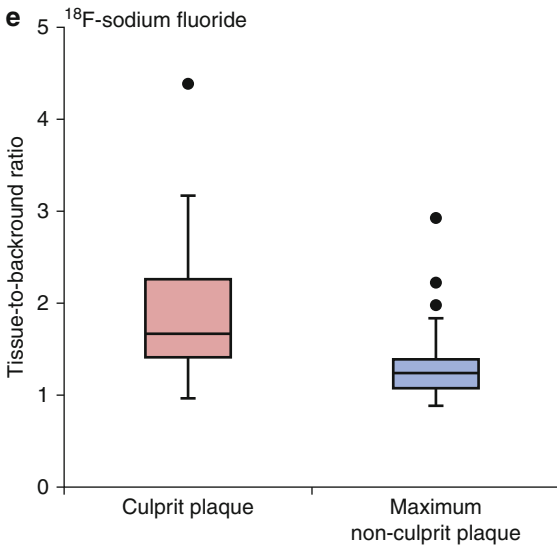 e
¹⁸F-sodium fluoride
Tissue-to-backround ratio
5
4
3
2
1
0
Culprit plaque
Maximum
non-culprit plaque